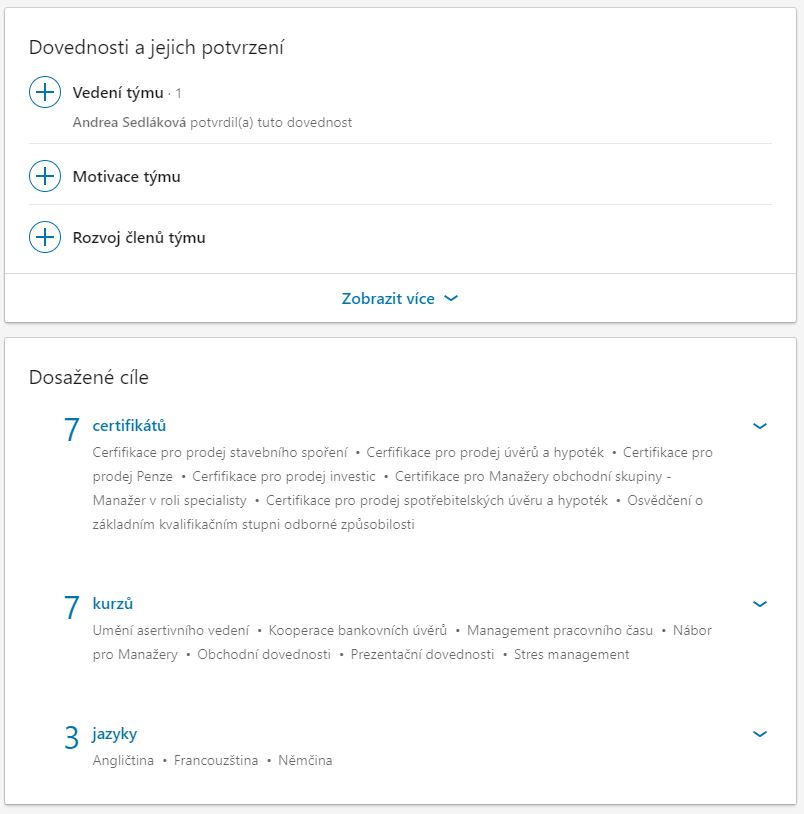 Dovednosti a jejich potvrzení
Vedení týmu · 1
Andrea Sedláková potvrdil(a) tuto dovednost
Motivace týmu
Rozvoj členů týmu
Zobrazit více
Dosažené cíle
7 certifikátů
Cerfifikace pro prodej stavebního spoření • Cerfifikace pro prodej úvěrů a hypoték • Certifikace pro
prodej Penze • Cerfifikace pro prodej investic • Certifikace pro Manažery obchodní skupiny -
Manažer v roli specialisty • Certifikace pro prodej spotřebitelských úvěru a hypoték • Osvědčení o
základním kvalifikačním stupni odborné způsobilosti
7 kurzů
Umění asertivního vedení • Kooperace bankovních úvěrů • Management pracovního času • Nábor
pro Manažery • Obchodní dovednosti • Prezentační dovednosti • Stres management
3 jazyky
Angličtina • Francouzština • Němčina